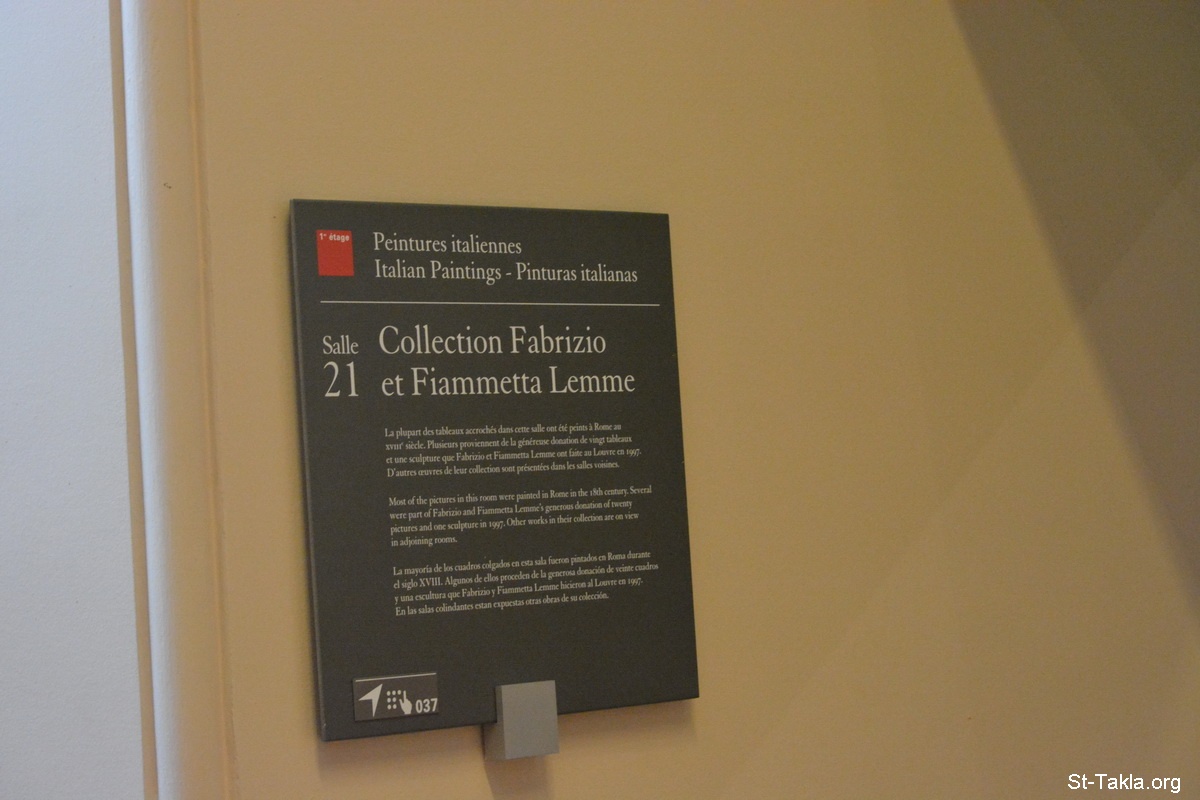 1er étage
Peintures italiennes
Italian Paintings - Pinturas italianas
Salle
21
Collection Fabrizio
et Fiammetta Lemme
La plupart des tableaux accrochés dans cette salle ont été peints à Rome au
XVIIIe siècle. Plusieurs proviennent de la généreuse donation de vingt tableaux
et une sculpture que Fabrizio et Fiammetta Lemme ont faite au Louvre en 1997.
D'autres œuvres de leur collection sont présentées dans les salles voisines.
Most of the pictures in this room were painted in Rome in the 18th century. Several
were part of Fabrizio and Fiammetta Lemme's generous donation of twenty
pictures and one sculpture in 1997. Other works in their collection are on view
in adjoining rooms.
La mayoría de los cuadros colgados en esta sala fueron pintados en Roma durante
el siglo XVIII. Algunos de ellos proceden de la generosa donación de veinte cuadros
y una escultura que Fabrizio y Fiammetta Lemme hicieron al Louvre en 1997.
En las salas colindantes estan expuestas otras obras de su colección.
037
St-Takla.org